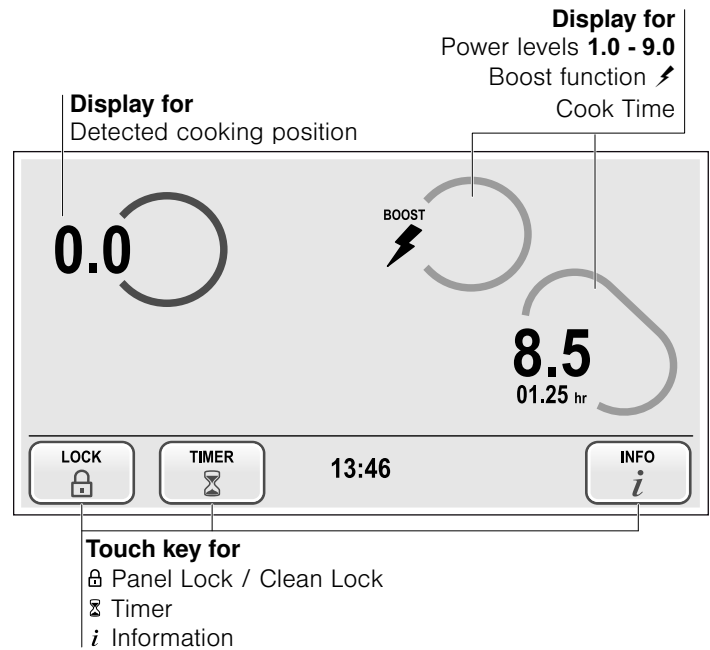 Display for
Power levels 1.0 - 9.0
Boost function
Cook Time
Display for
Detected cooking position
0.0
BOOST
8.5
01.25 hr
LOCK
TIMER
13:46
INFO
i
Touch key for
Panel Lock / Clean Lock
Timer
i Information